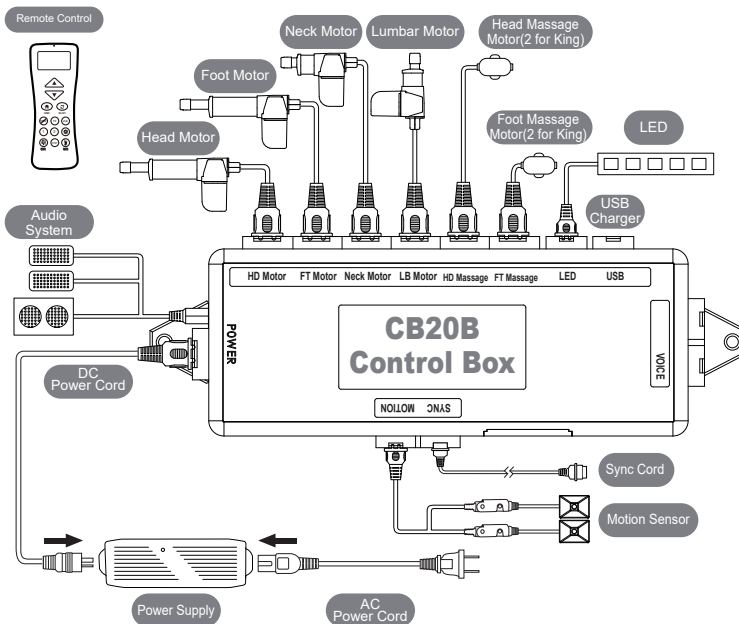 Remote Control
Neck Motor
Lumbar Motor
Head Massage
Motor(2 for King)
Foot Motor
Head Motor
Foot Massage
Motor(2 for King)
LED
USB
Charger
Audio
System
HD Motor
FT Motor
Neck Motor
LB Motor
HD Massage
FT Massage
LED
USB
POWER
CB20B
Control Box
VOICE
DC
Power Cord
MOTION
SYNC
Sync Cord
Motion Sensor
Power Supply
AC
Power Cord